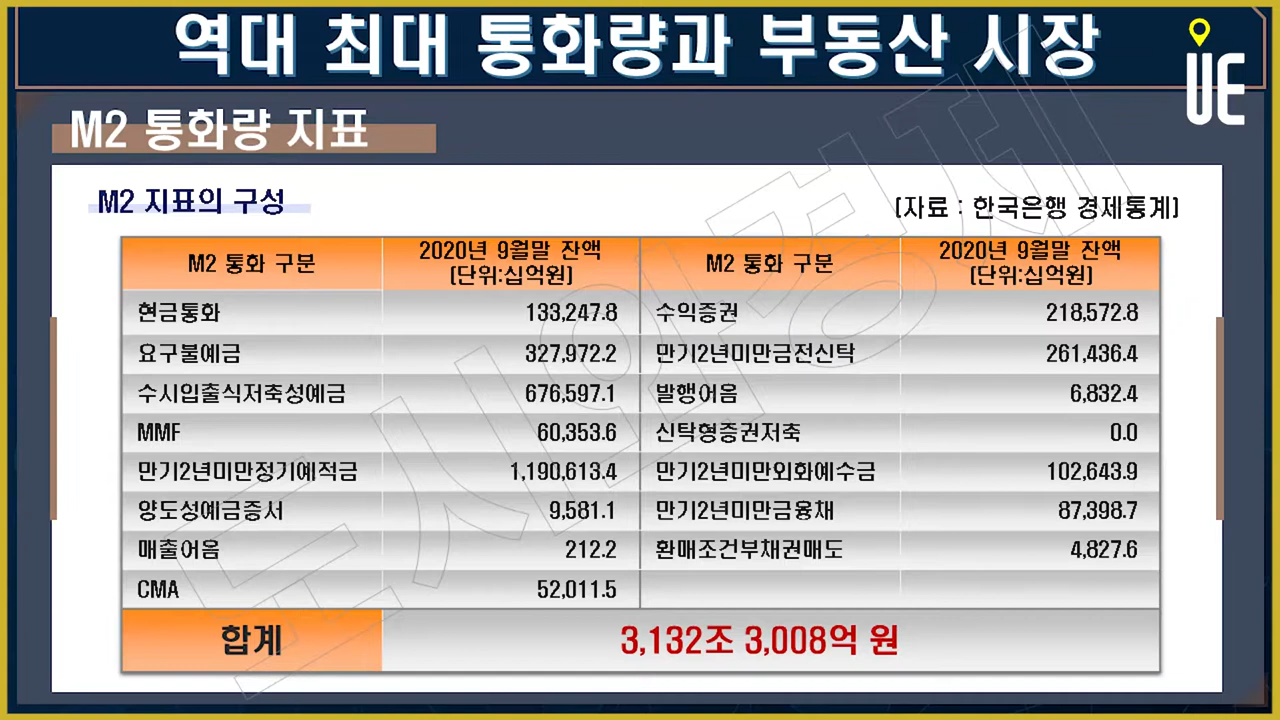 역대 최대 통화량과 부동산 시장
UE
M2 통화량 지표
M2 지표의 구성
[자료 : 한국은행 경제통계]
M2 통화 구분 2020년 9월말 잔액 [단위:십억원] M2 통화 구분 2020년 9월말 잔액 [단위:십억원]
현금통화 133,247.8 수익증권 218,572.8
요구불예금 327,972.2 만기2년미만금전신탁 261,436.4
수시입출식저축성예금 676,597.1 발행어음 6,832.4
MMF 60,353.6 신탁형증권저축 0.0
만기2년미만정기예적금 1,190,613.4 만기2년미만외화예수금 102,643.9
양도성예금증서 9,581.1 만기2년미만금융채 87,398.7
매출어음 212.2 환매조건부채권매도 4,827.6
CMA 52,011.5
합계 3,132조 3,008억 원
도시와경제